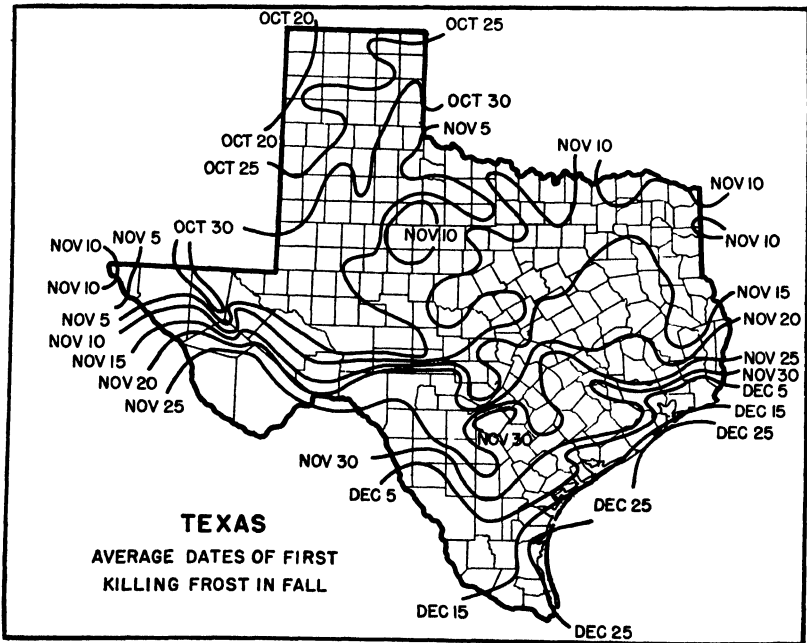 OCT 20
OCT 25
OCT 30
NOV 5
OCT 20
NOV 10
OCT 25
NOV 10
OCT 30
NOV 10
NOV 5
NOV 10
NOV 10
NOV 10
NOV 15
NOV 5
NOV 20
NOV 10
NOV 15
NOV 25
NOV 20
NOV 30
DEC 5
NOV 25
DEC 15
DEC 25
NOV 30
NOV 30
DEC 5
DEC 25
TEXAS
AVERAGE DATES OF FIRST
KILLING FROST IN FALL
DEC 15
DEC 25